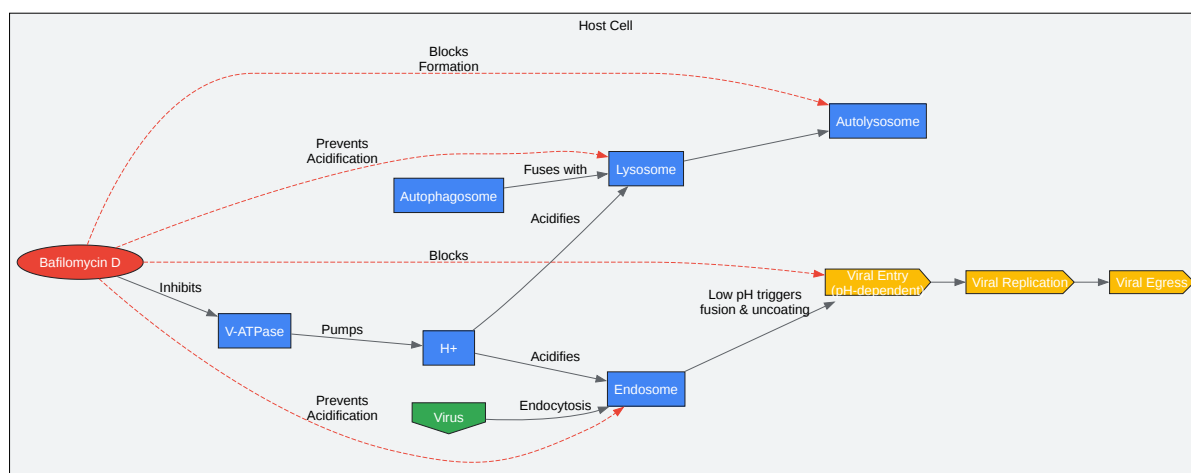 Host Cell
Blocks
Formation
Autolysosome
Prevents
Acidification
Fuses with
Lysosome
Autophagosome
Acidifies
Bafilomycin D
Blocks
Viral Entry
(pH-dependent)
Viral Replication
Viral Egress
Inhibits
Low pH triggers
fusion & uncoating
V-ATPase
Pumps
H+
Acidifies
Endosome
Prevents
Acidification
Endocytosis
Virus